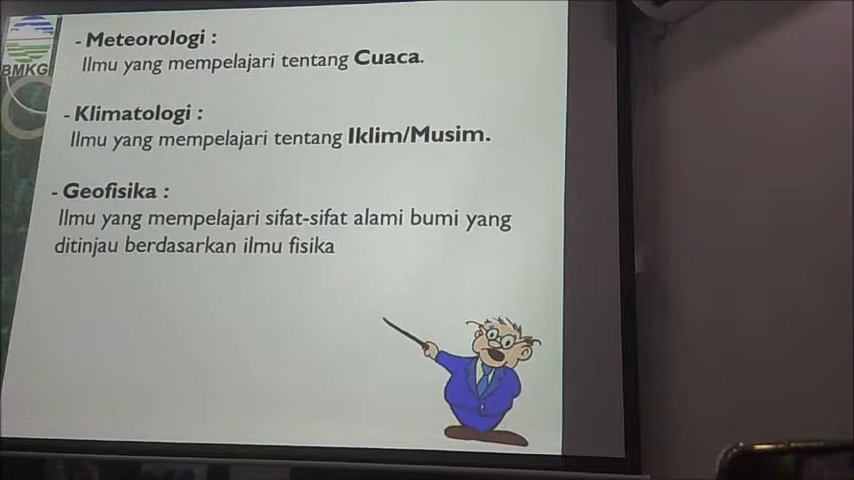 BMKG
- Meteorologi :
Ilmu yang mempelajari tentang Cuaca.
- Klimatologi :
Ilmu yang mempelajari tentang Iklim/Musim.
- Geofisika :
Ilmu yang mempelajari sifat-sifat alami bumi yang
ditinjau berdasarkan ilmu fisika